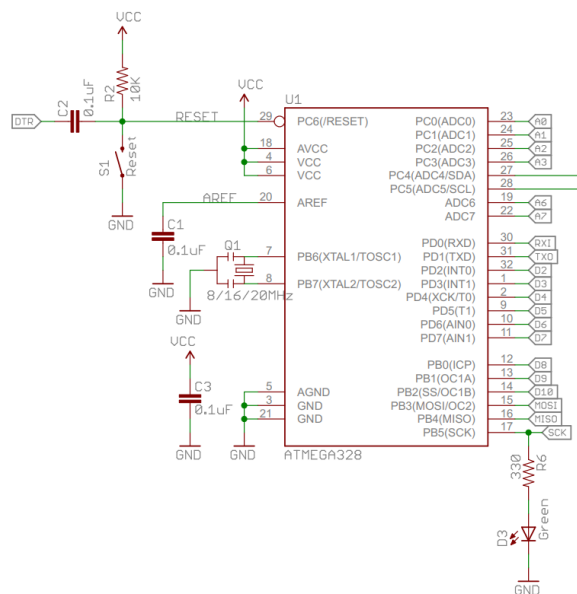 VCC
DTR
C2
0.1uF
R2
10K
VCC
RESET
S1
Reset
GND
AREF
C1
0.1uF
GND
Q1
8/16/20MHz
GND
VCC
C3
0.1uF
GND
GND
U1
29 PC6(/RESET) PC0(ADC0) 23 A0
PC1(ADC1) 24 A1
18 AVCC PC2(ADC2) 25 A2
4 VCC PC3(ADC3) 26 A3
6 VCC PC4(ADC4/SDA) 27
PC5(ADC5/SCL) 28
20 AREF ADC6 19 A6
ADC7 22 A7
PD0(RXD) 30 RXI
7 PB6(XTAL1/TOSC1) PD1(TXD) 31 TXO
PD2(INT0) 32 D2
8 PB7(XTAL2/TOSC2) PD3(INT1) 1 D3
PD4(XCK/T0) 2 D4
PD5(T1) 9 D5
PD6(AIN0) 10 D6
PD7(AIN1) 11 D7
PB0(ICP) 12 D8
PB1(OC1A) 13 D9
5 AGND PB2(SS/OC1B) 14 D10
3 GND PB3(MOSI/OC2) 15 MOSI
21 GND PB4(MISO) 16 MISO
PB5(SCK) 17 SCK
ATMEGA328
330
R6
D3
Green
GND